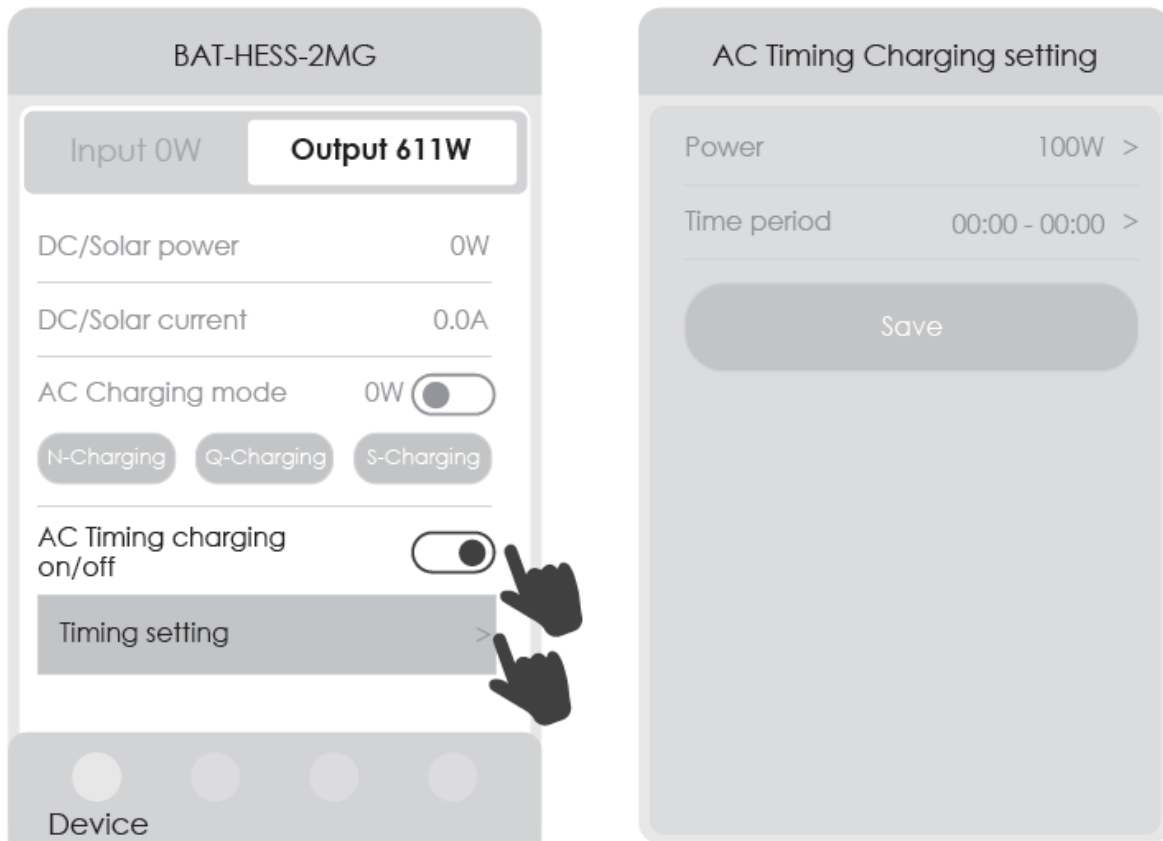 BAT-HESS-2MG
Input 0W Output 611W
DC/Solar power 0W
DC/Solar current 0.0A
AC Charging mode 0W
N-Charging Q-Charging S-Charging
AC Timing charging
on/off
Timing setting >
Device
AC Timing Charging setting
Power 100W >
Time period 00:00 - 00:00 >
Save